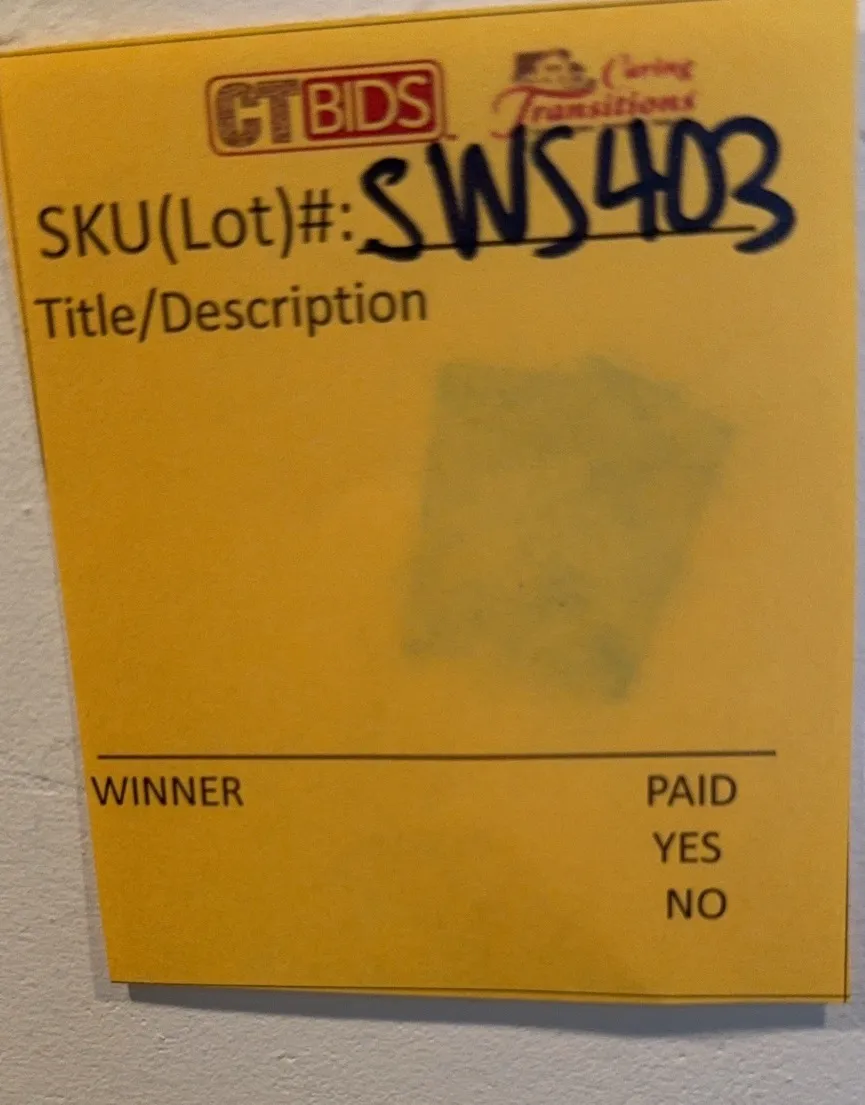 CTBIDS Caring
Transitions
SKU(Lot)#: SWS403
Title/Description
WINNER PAID
YES
NO